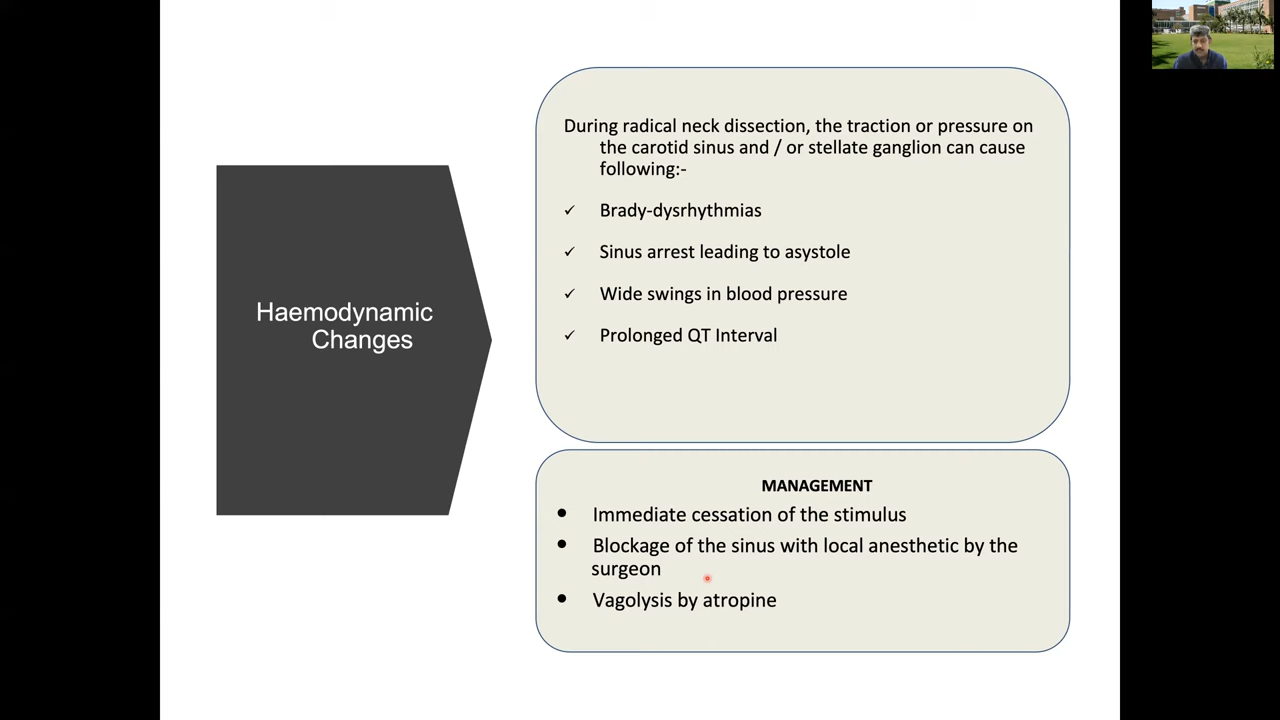 Haemodynamic
Changes
During radical neck dissection, the traction or pressure on
the carotid sinus and / or stellate ganglion can cause
following:-
✓ Brady-dysrhythmias
✓ Sinus arrest leading to asystole
✓ Wide swings in blood pressure
✓ Prolonged QT Interval
MANAGEMENT
• Immediate cessation of the stimulus
• Blockage of the sinus with local anesthetic by the
surgeon
• Vagolysis by atropine